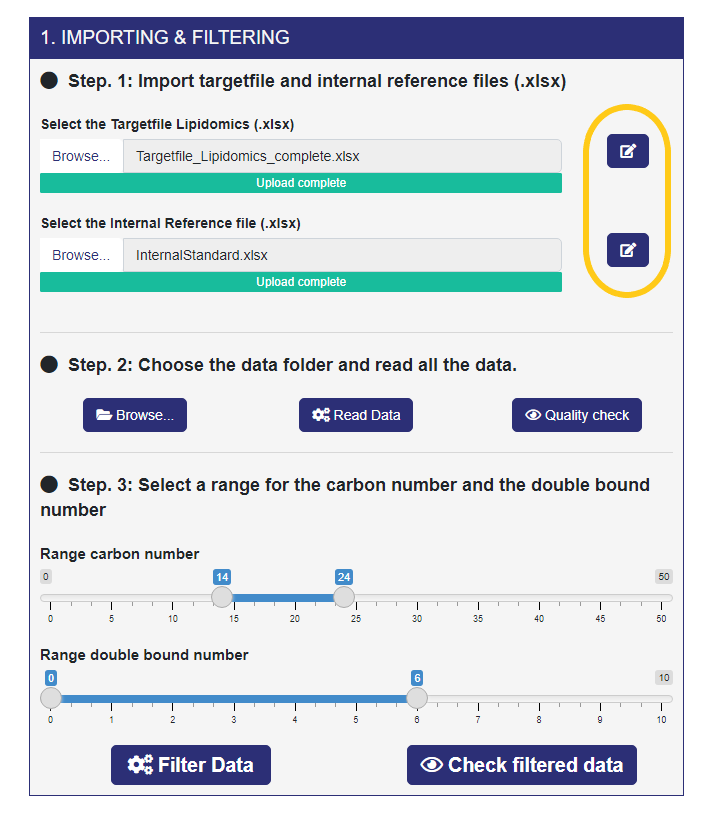 1. IMPORTING & FILTERING
Step. 1: Import targetfile and internal reference files (.xlsx)
Select the Targetfile Lipidomics (.xlsx)
Browse... Targetfile_Lipidomics_complete.xlsx
Upload complete
Select the Internal Reference file (.xlsx)
Browse... InternalStandard.xlsx
Upload complete
Step. 2: Choose the data folder and read all the data.
Browse... Read Data Quality check
Step. 3: Select a range for the carbon number and the double bound
number
Range carbon number
0 14 24 50
0 5 10 15 20 25 30 35 40 45 50
Range double bound number
0 6 10
0 1 2 3 4 5 6 7 8 9 10
Filter Data Check filtered data